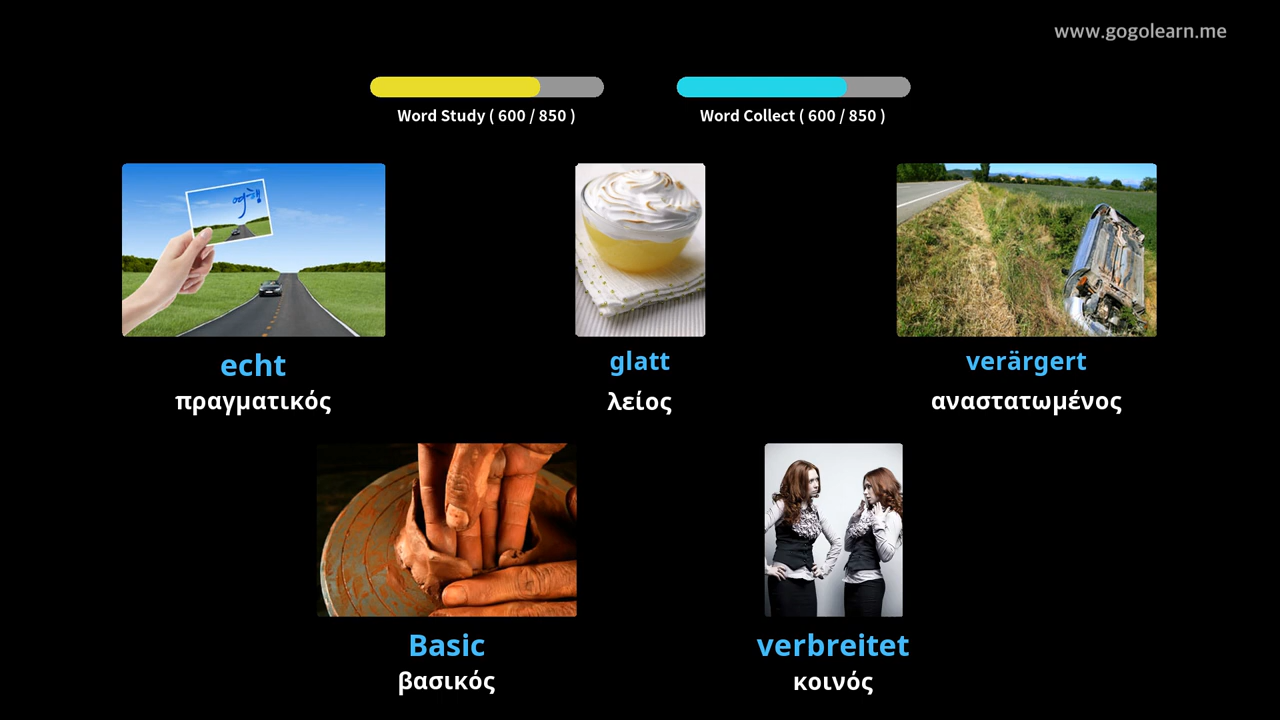 www.gogolearn.me
Word Study ( 600 / 850 )
Word Collect ( 600 / 850 )
echt
πραγματικός
glatt
λείος
verärgert
αναστατωμένος
Basic
βασικός
verbreitet
κοινός